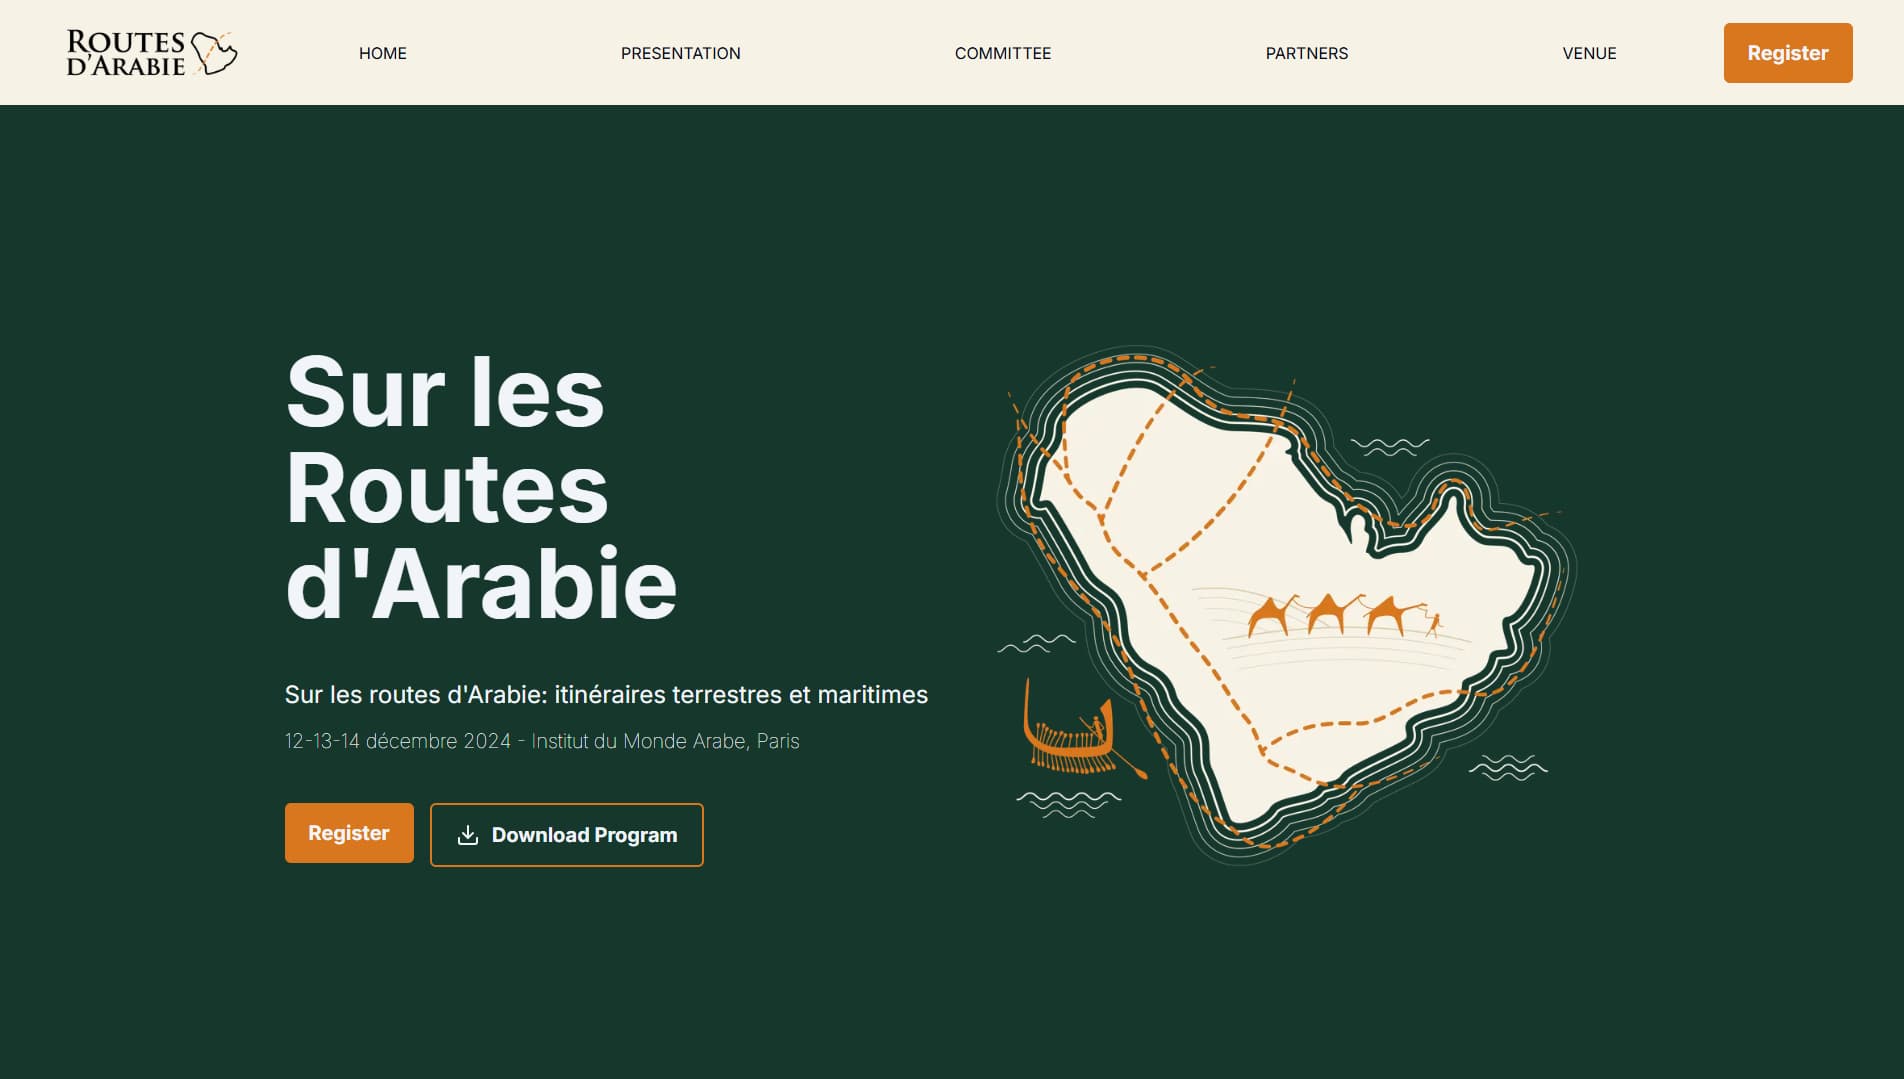 ROUTES
D'ARABIE
HOME
PRESENTATION
COMMITTEE
PARTNERS
VENUE
Register
Sur les
Routes
d'Arabie
Sur les routes d'Arabie: itinéraires terrestres et maritimes
12-13-14 décembre 2024 - Institut du Monde Arabe, Paris
Register
Download Program